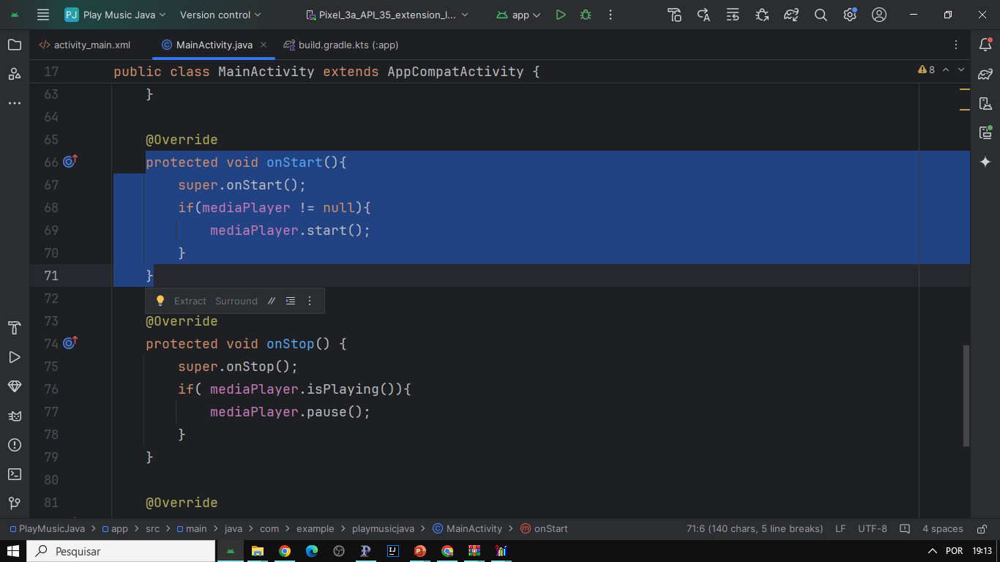 PJ Play Music Java Version control Pixel_3a_API_35_extension_l... app
activity_main.xml MainActivity.java build.gradle.kts (:app)
17 public class MainActivity extends AppCompatActivity { 8
63 }
64
65 @Override
66 protected void onStart(){
67 super.onStart();
68 if(mediaPlayer != null){
69 mediaPlayer.start();
70 }
71 }
72 Extract Surround //
73 @Override
74 protected void onStop() {
75 super.onStop();
76 if( mediaPlayer.isPlaying()){
77 mediaPlayer.pause();
78 }
79 }
80
81 @Override
PlayMusicJava > app > src > main > java > com > example > playmusicjava > MainActivity > onStart 71:6 (140 chars, 5 line breaks) LF UTF-8 4 spaces
Pesquisar POR 19:13